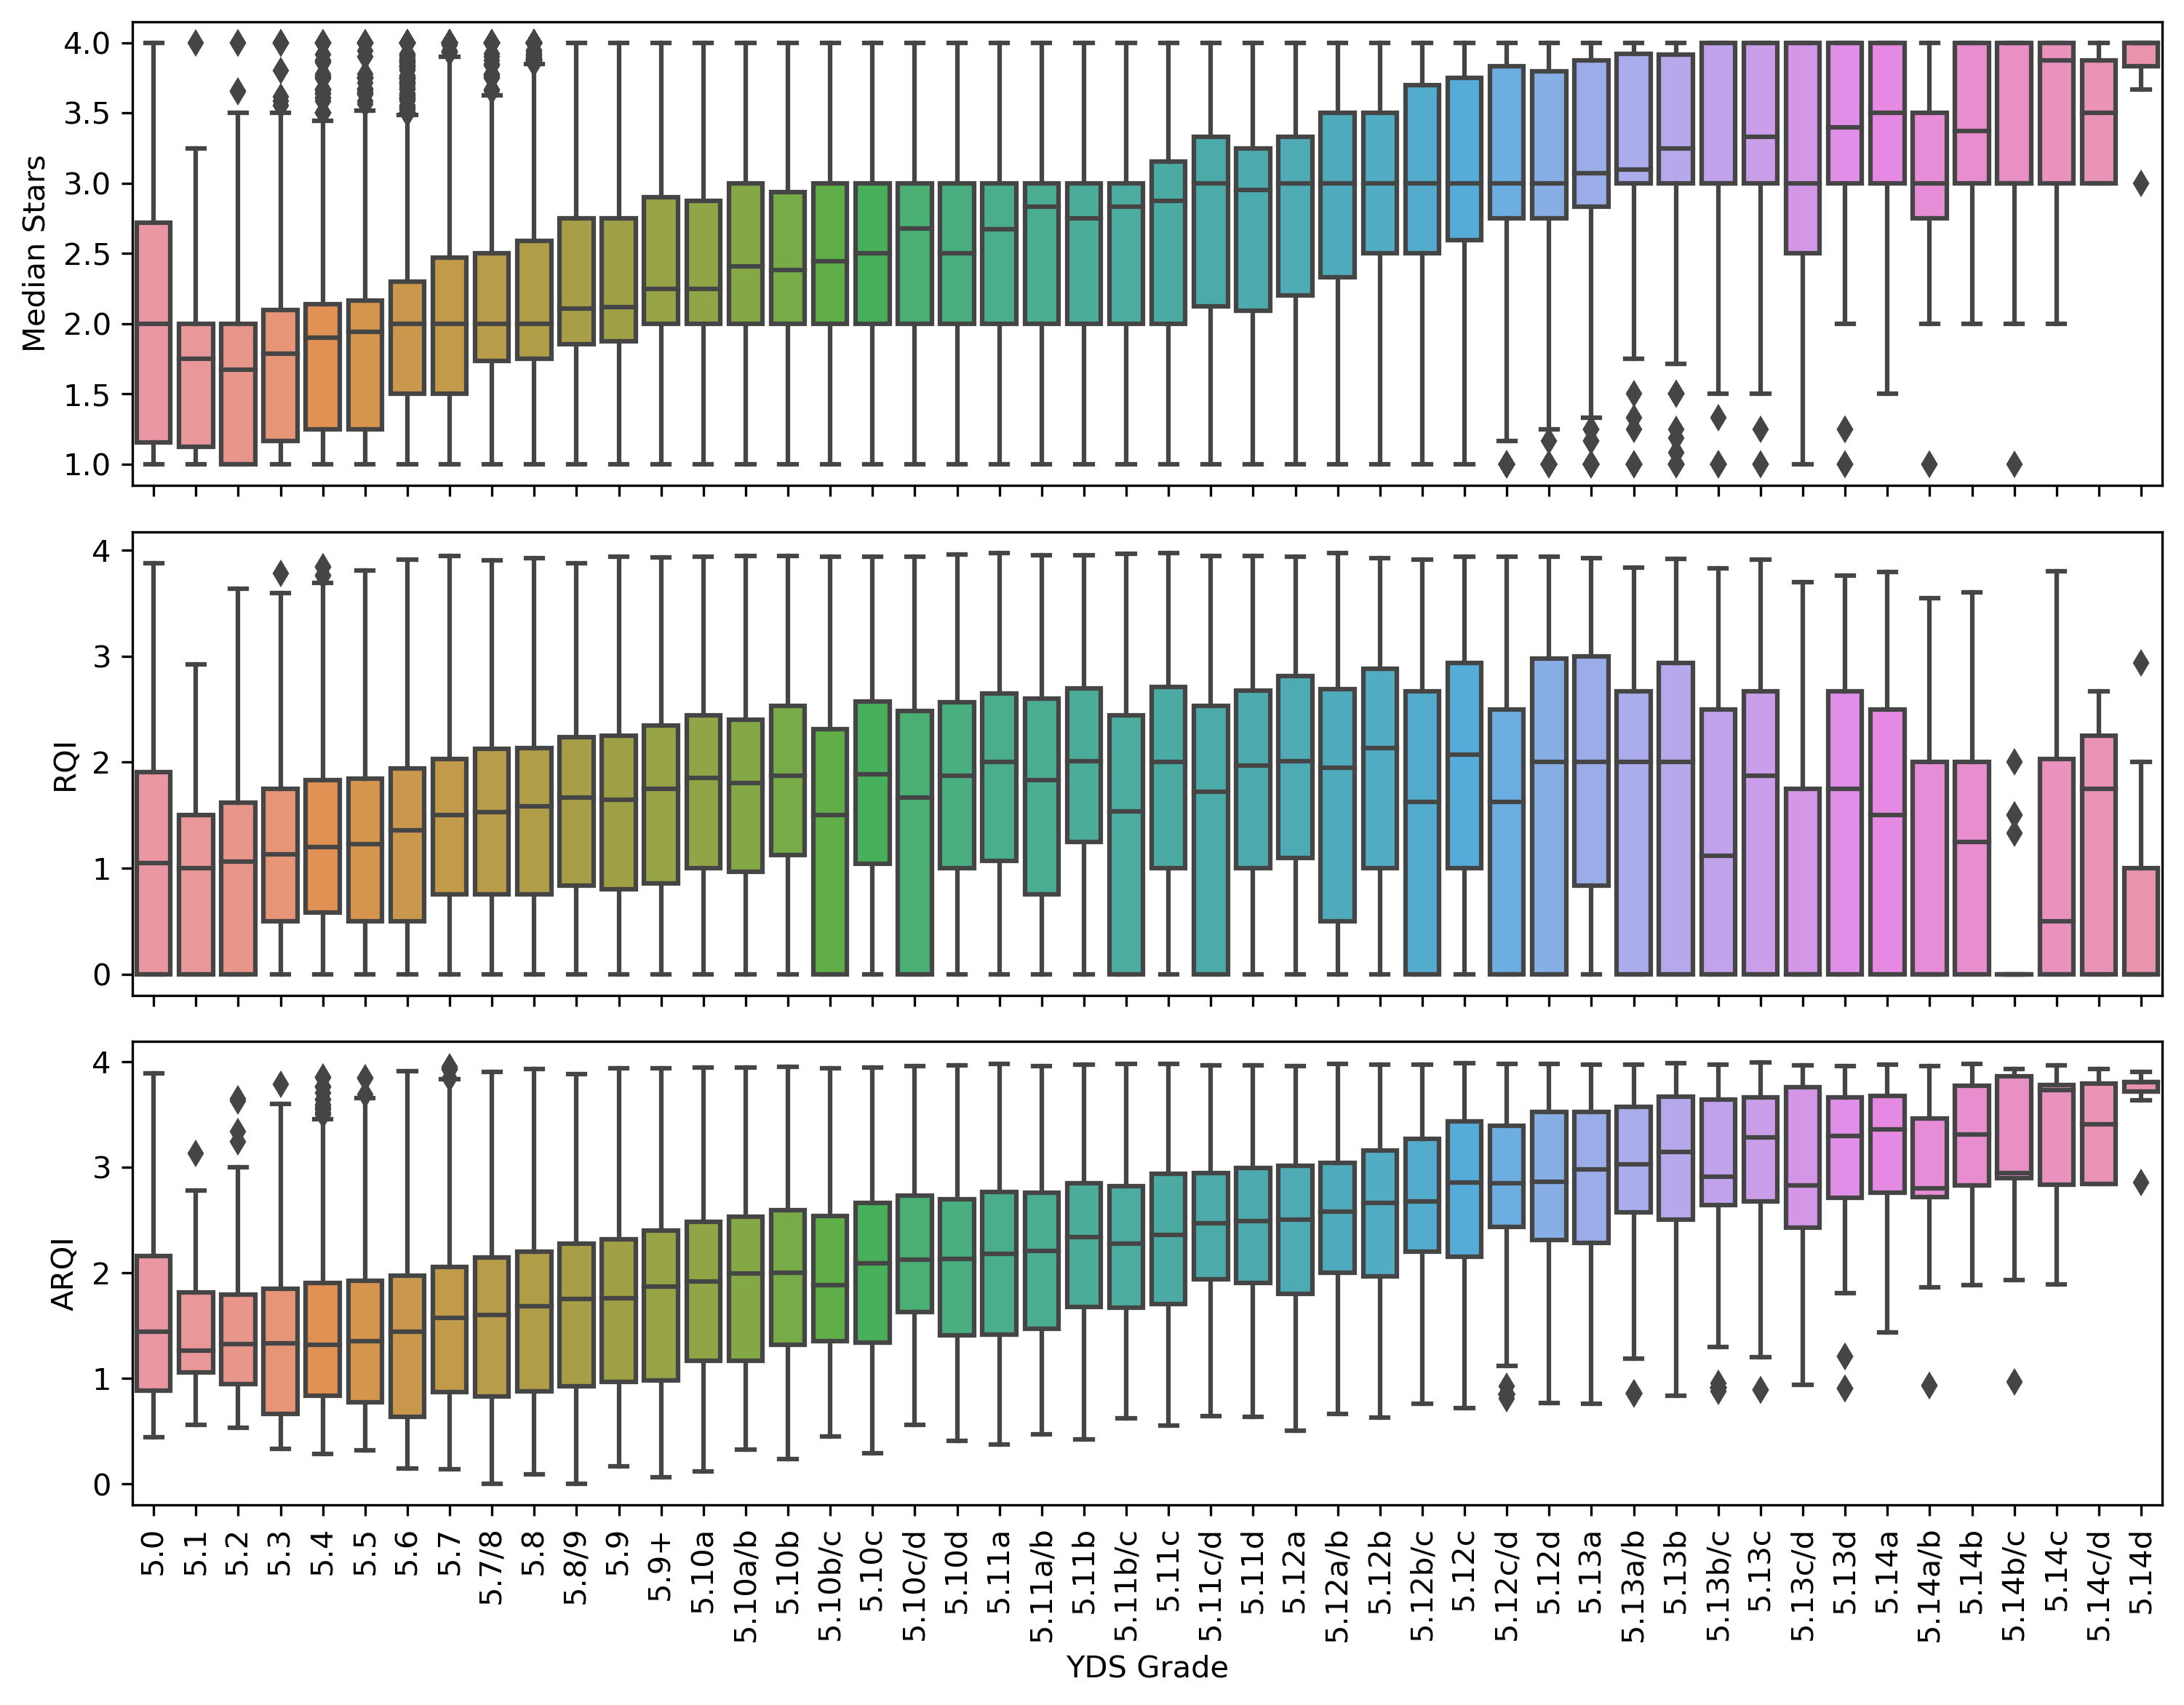 4.0
3.5
3.0
2.5
2.0
1.5
1.0
Median Stars
4
3
2
1
0
RQI
4
3
2
1
0
ARQI
5.0
5.1
5.2
5.3
5.4
5.5
5.6
5.7
5.7/8
5.8
5.8/9
5.9
5.9+
5.10a
5.10a/b
5.10b
5.10b/c
5.10c
5.10c/d
5.10d
5.11a
5.11a/b
5.11b
5.11b/c
5.11c
5.11c/d
5.11d
5.12a
5.12a/b
5.12b
5.12b/c
5.12c
5.12c/d
5.12d
5.13a
5.13a/b
5.13b
5.13b/c
5.13c
5.13c/d
5.13d
5.14a
5.14a/b
5.14b
5.14b/c
5.14c
5.14c/d
5.14d
YDS Grade